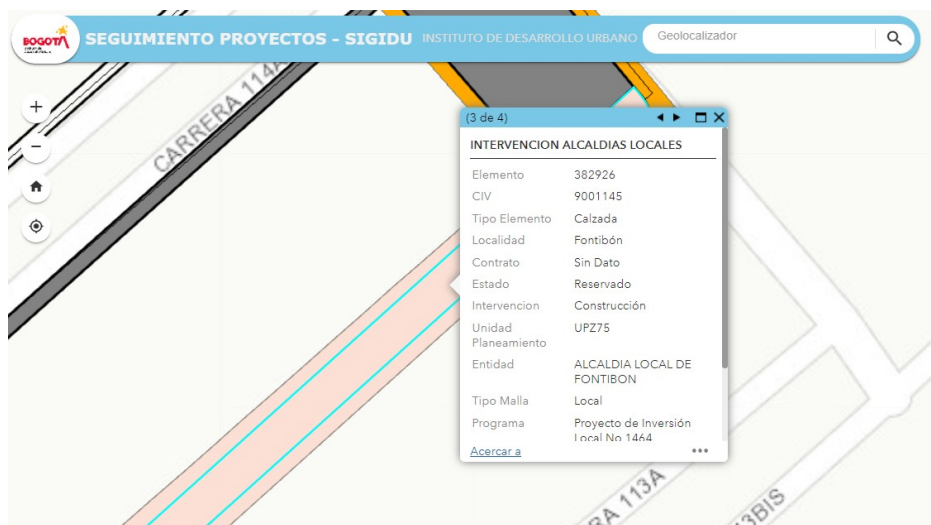 BOGOTÁ
SEGUIMIENTO PROYECTOS - SIGIDU INSTITUTO DE DESARROLLO URBANO
Geolocalizador
CARRERA 114A
(3 de 4)
INTERVENCION ALCALDIAS LOCALES
Elemento 382926
CIV 9001145
Tipo Elemento Calzada
Localidad Fontibón
Contrato Sin Dato
Estado Reservado
Intervencion Construcción
Unidad Planeamiento UPZ75
Entidad ALCALDIA LOCAL DE
FONTIBON
Tipo Malla Local
Programa Proyecto de Inversión
Local No 1464
Acercar a
RA 113A
3BIS